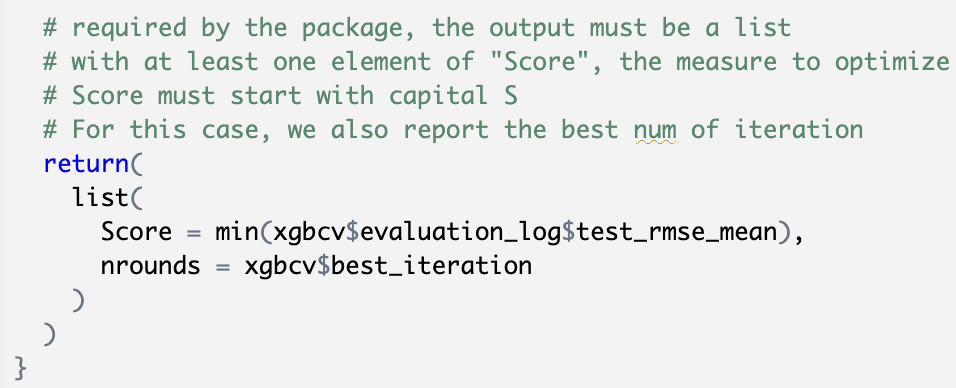 # required by the package, the output must be a list
# with at least one element of "Score", the measure to optimize
# Score must start with capital S
# For this case, we also report the best num of iteration
return(
list(
Score = min(xgbcv$evaluation_log$test_rmse_mean),
nrounds = xgbcv$best_iteration
)
)
}